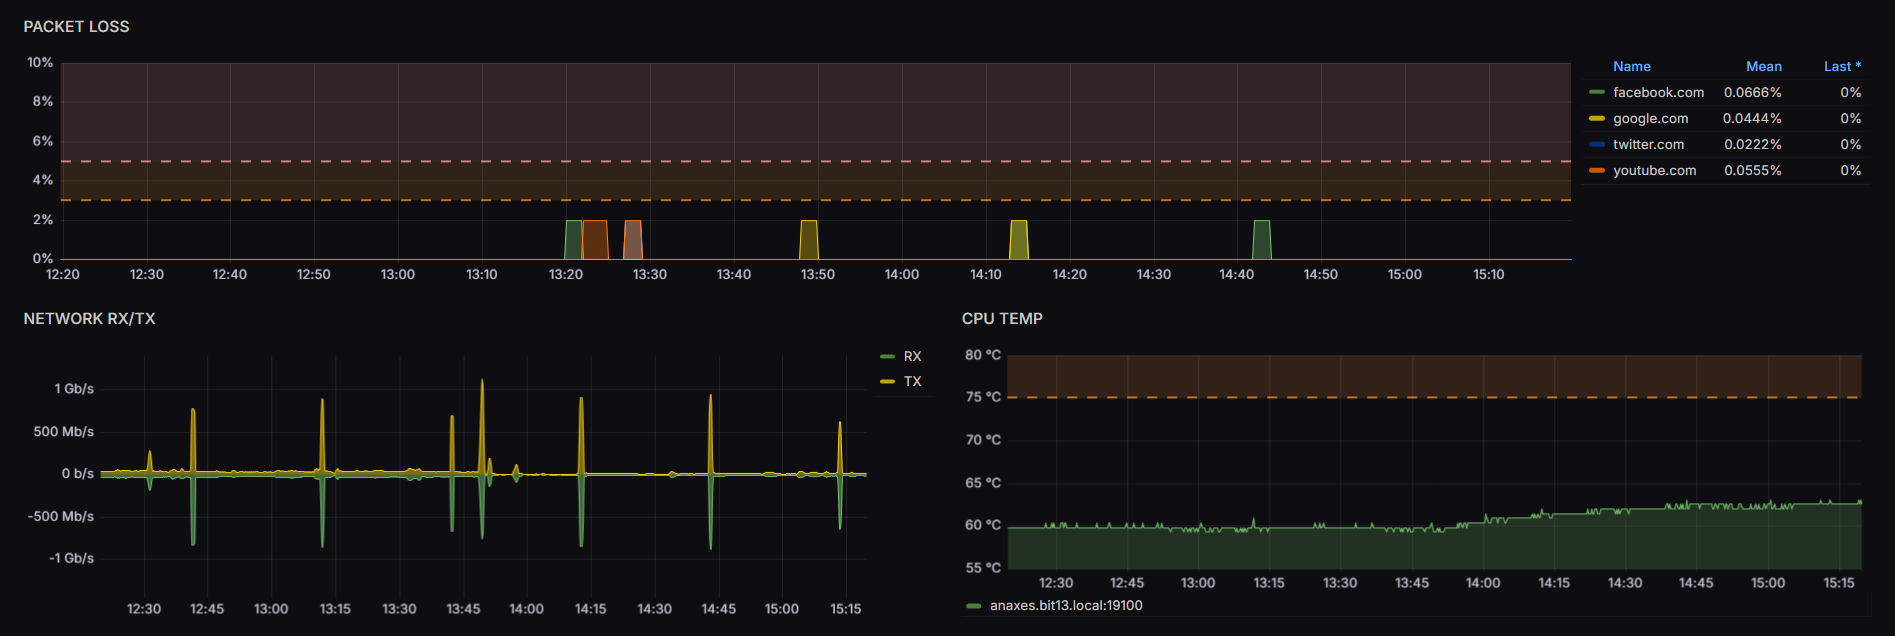 PACKET LOSS
10%
8%
6%
4%
2%
0%
12:20 12:30 12:40 12:50 13:00 13:10 13:20 13:30 13:40 13:50 14:00 14:10 14:20 14:30 14:40 14:50 15:00 15:10
Name Mean Last *
facebook.com 0.0666% 0%
google.com 0.0444% 0%
twitter.com 0.0222% 0%
youtube.com 0.0555% 0%
NETWORK RX/TX
1 Gb/s
500 Mb/s
0 b/s
-500 Mb/s
-1 Gb/s
12:30 12:45 13:00 13:15 13:30 13:45 14:00 14:15 14:30 14:45 15:00 15:15
RX
TX
CPU TEMP
80 °C
75 °C
70 °C
65 °C
60 °C
55 °C
12:30 12:45 13:00 13:15 13:30 13:45 14:00 14:15 14:30 14:45 15:00 15:15
anaxes.bit13.local:19100